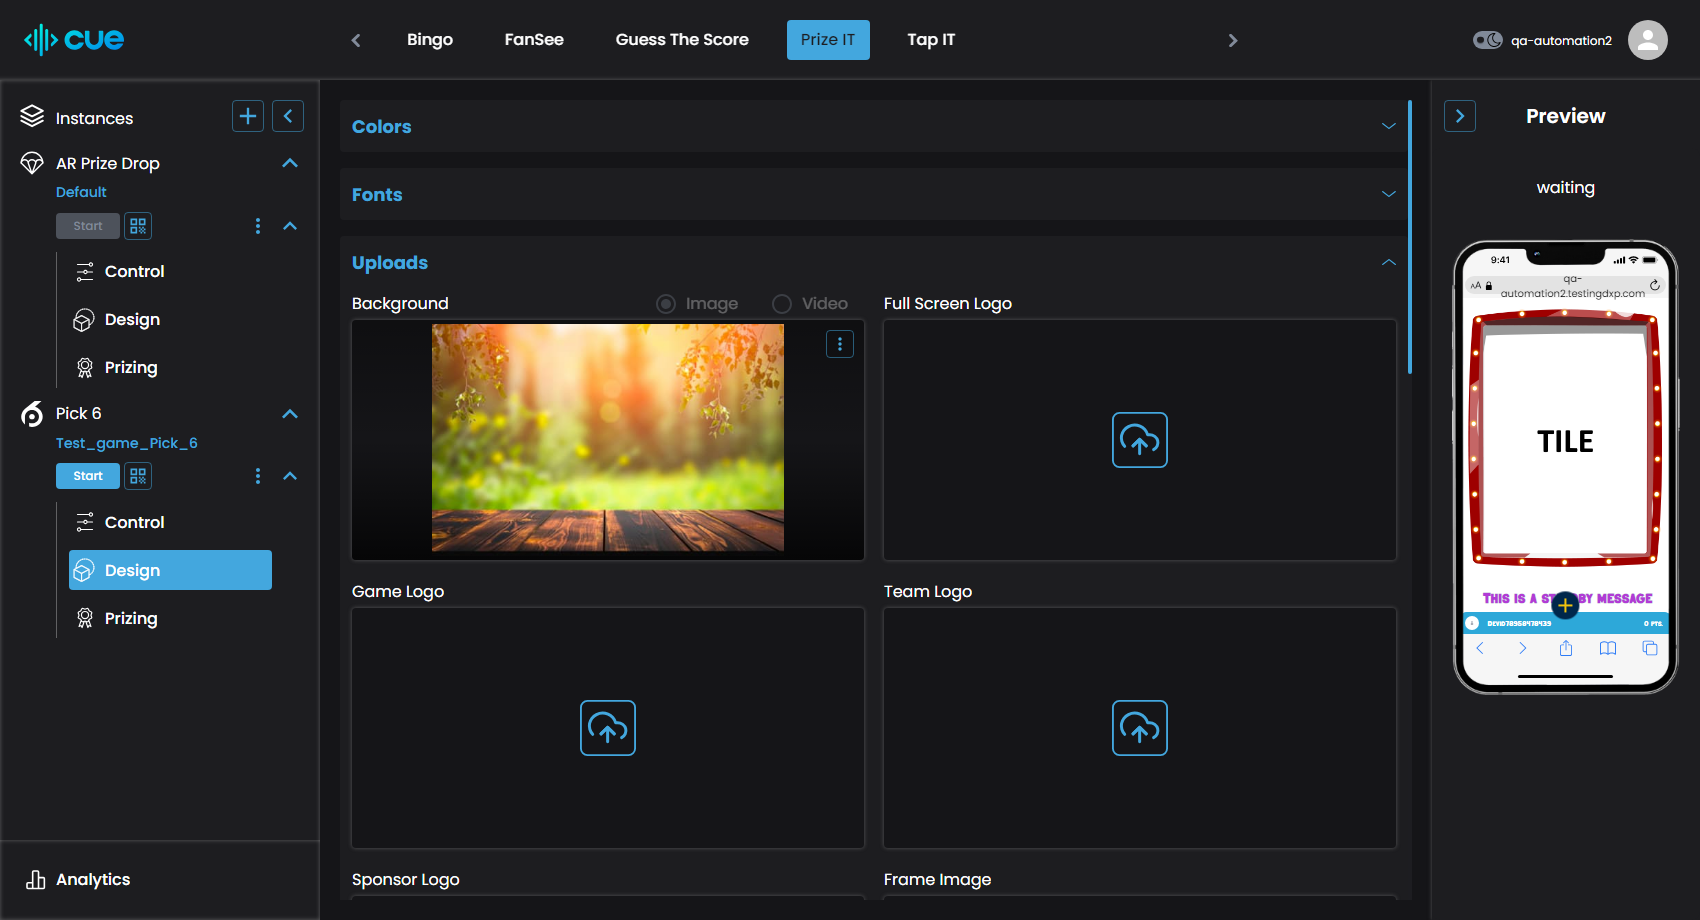 cue
Bingo
FanSee
Guess The Score
Prize IT
Tap IT
qa-automation2
Instances
AR Prize Drop
Default
Start
Control
Design
Prizing
Pick 6
Test_game_Pick_6
Start
Control
Design
Prizing
Analytics
Colors
Fonts
Uploads
Background
Image
Video
Full Screen Logo
Game Logo
Team Logo
Sponsor Logo
Frame Image
Preview
waiting
9:41
AA
qa-
automation2.testingdxp.com
TILE
THIS IS A ST BY MESSAGE
0 PTS.